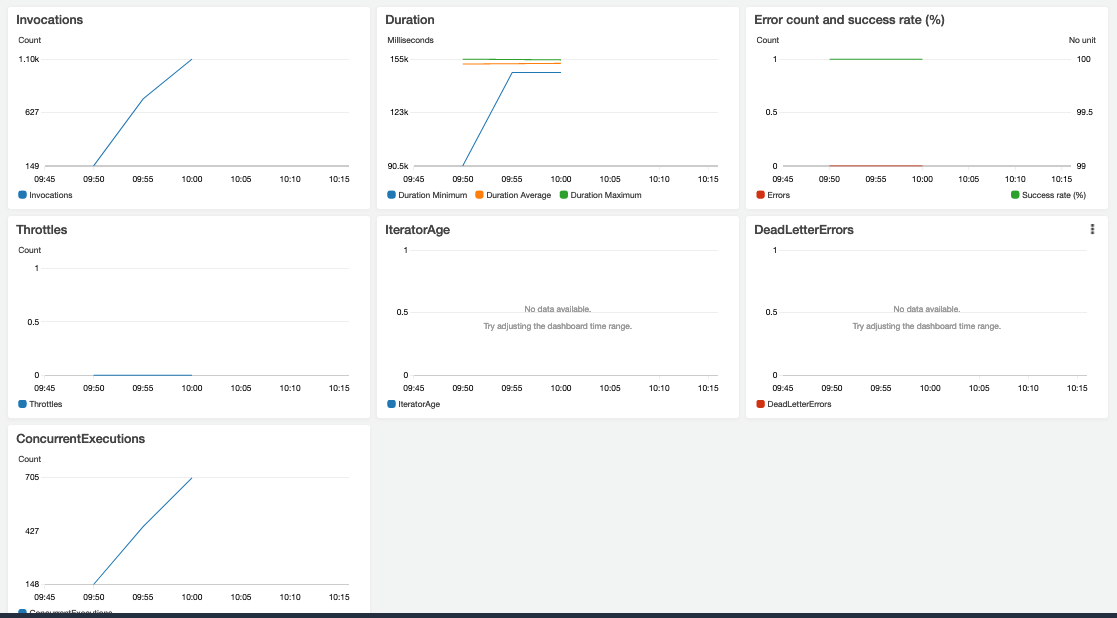 Invocations
Count
1.10k
627
149
09:45 09:50 09:55 10:00 10:05 10:10 10:15
Invocations
Duration
Milliseconds
155k
123k
90.5k
09:45 09:50 09:55 10:00 10:05 10:10 10:15
Duration Minimum Duration Average Duration Maximum
Error count and success rate (%)
Count No unit
1 100
0.5 99.5
0 99
09:45 09:50 09:55 10:00 10:05 10:10 10:15
Errors Success rate (%)
Throttles
Count
1
0.5
0
09:45 09:50 09:55 10:00 10:05 10:10 10:15
Throttles
IteratorAge
1
0.5
0
No data available.
Try adjusting the dashboard time range.
09:45 09:50 09:55 10:00 10:05 10:10 10:15
IteratorAge
DeadLetterErrors
1
0.5
0
No data available.
Try adjusting the dashboard time range.
09:45 09:50 09:55 10:00 10:05 10:10 10:15
DeadLetterErrors
ConcurrentExecutions
Count
705
427
148
09:45 09:50 09:55 10:00 10:05 10:10 10:15
ConcurrentExecutions